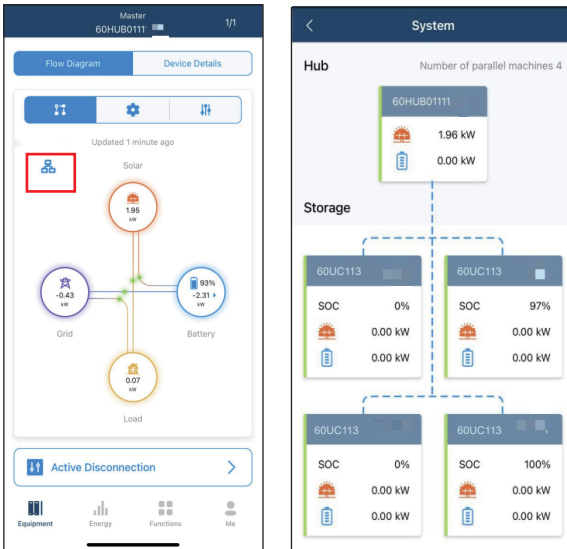 Master
60HUB0111
1/1
Flow Diagram
Device Details
Updated 1 minute ago
Solar
1.95
kW
-0.43
kW
93%
-2.31
kW
Grid
Battery
0.07
kW
Load
Active Disconnection
Equipment
Energy
Functions
Me
System
Hub
Number of parallel machines 4
60HUB01111
1.96 kW
0.00 kW
Storage
60UC113
60UC113
SOC 0%
SOC 97%
0.00 kW
0.00 kW
0.00 kW
0.00 kW
60UC113
60UC113
SOC 0%
SOC 100%
0.00 kW
0.00 kW
0.00 kW
0.00 kW